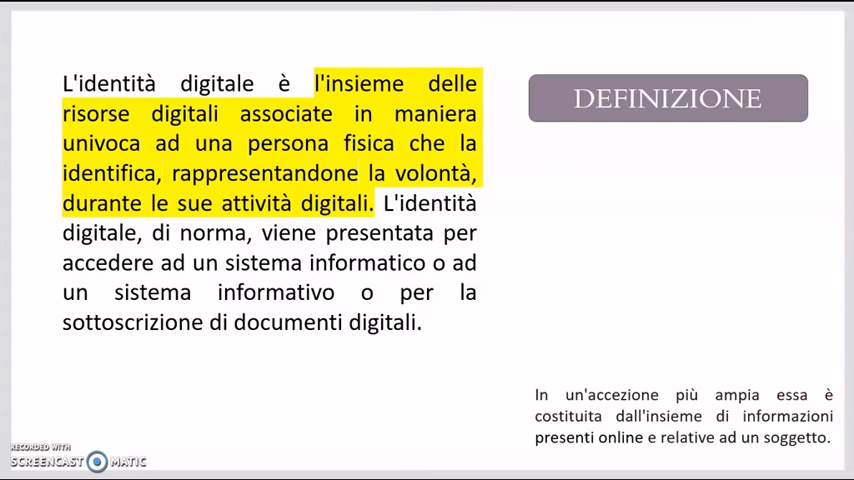 L'identità digitale è l'insieme delle
risorse digitali associate in maniera
univoca ad una persona fisica che la
identifica, rappresentandone la volontà,
durante le sue attività digitali. L'identità
digitale, di norma, viene presentata per
accedere ad un sistema informatico o ad
un sistema informativo o per la
sottoscrizione di documenti digitali.
DEFINIZIONE
In un'accezione più ampia essa è
costituita dall'insieme di informazioni
presenti online e relative ad un soggetto.
RECORDED WITH
SCREENCAST MATIC